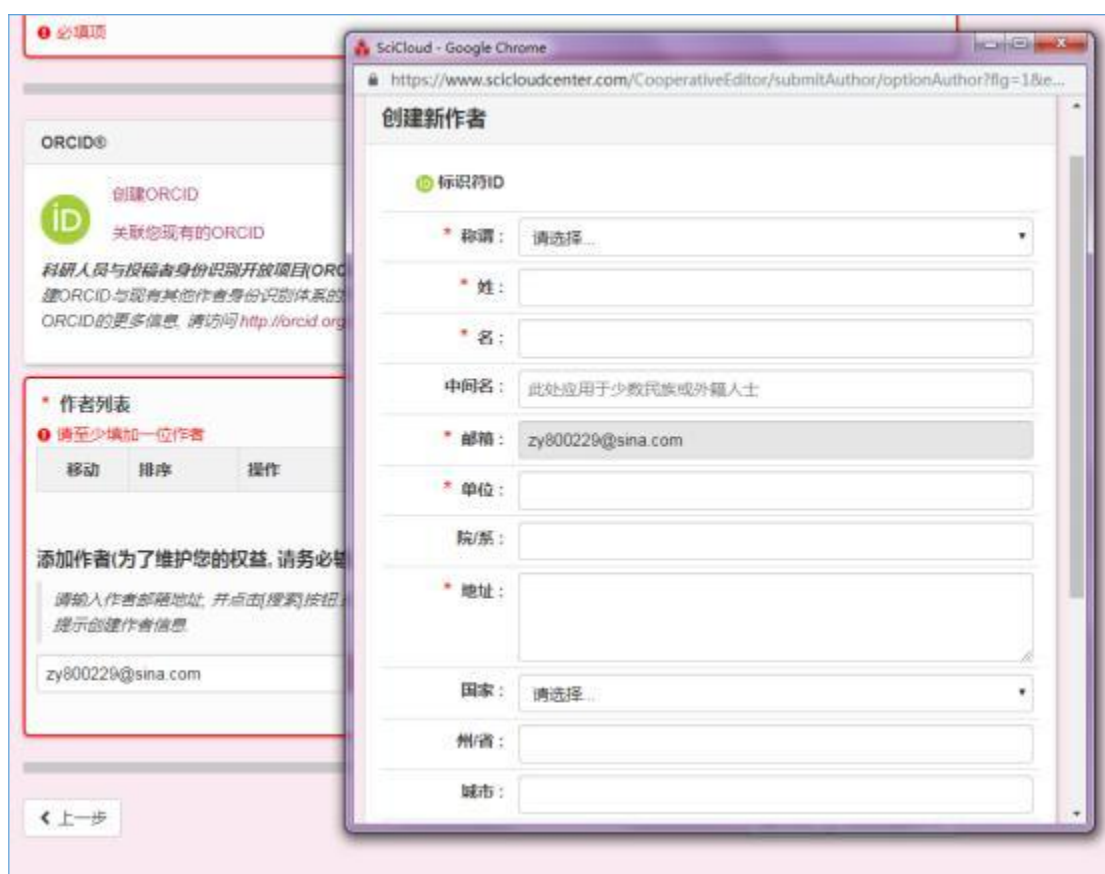 必填项
ORCID®
创建ORCID
关联您现有的ORCID
科研人员与投稿者身份识别开放项目(ORC
建ORCID与现有其他作者身份识别体系的
ORCID的更多信息, 请访问 http://orcid.org
* 作者列表
请至少填加一位作者
移动 排序 操作
添加作者(为了维护您的权益, 请务必输
请输入作者邮箱地址, 并点击[搜索]按钮
提示创建作者信息.
zy800229@sina.com
上一步
SciCloud - Google Chrome
https://www.scicloudcenter.com/CooperativeEditor/submitAuthor/optionAuthor?flg=1&e...
创建新作者
iD 标识符ID
* 称谓： 请选择...
* 姓：
* 名：
中间名： 此处应用于少数民族或外籍人士
* 邮箱： zy800229@sina.com
* 单位：
院/系：
* 地址：
国家： 请选择...
州/省：
城市：